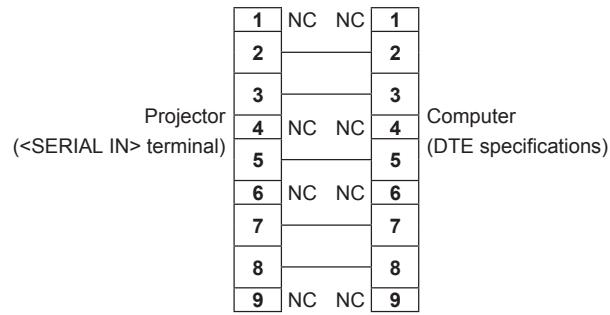 1 NC NC 1
2 2
3 3
Projector
(<SERIAL IN> terminal)
4 NC NC 4
Computer
(DTE specifications)
5 5
6 NC NC 6
7 7
8 8
9 NC NC 9